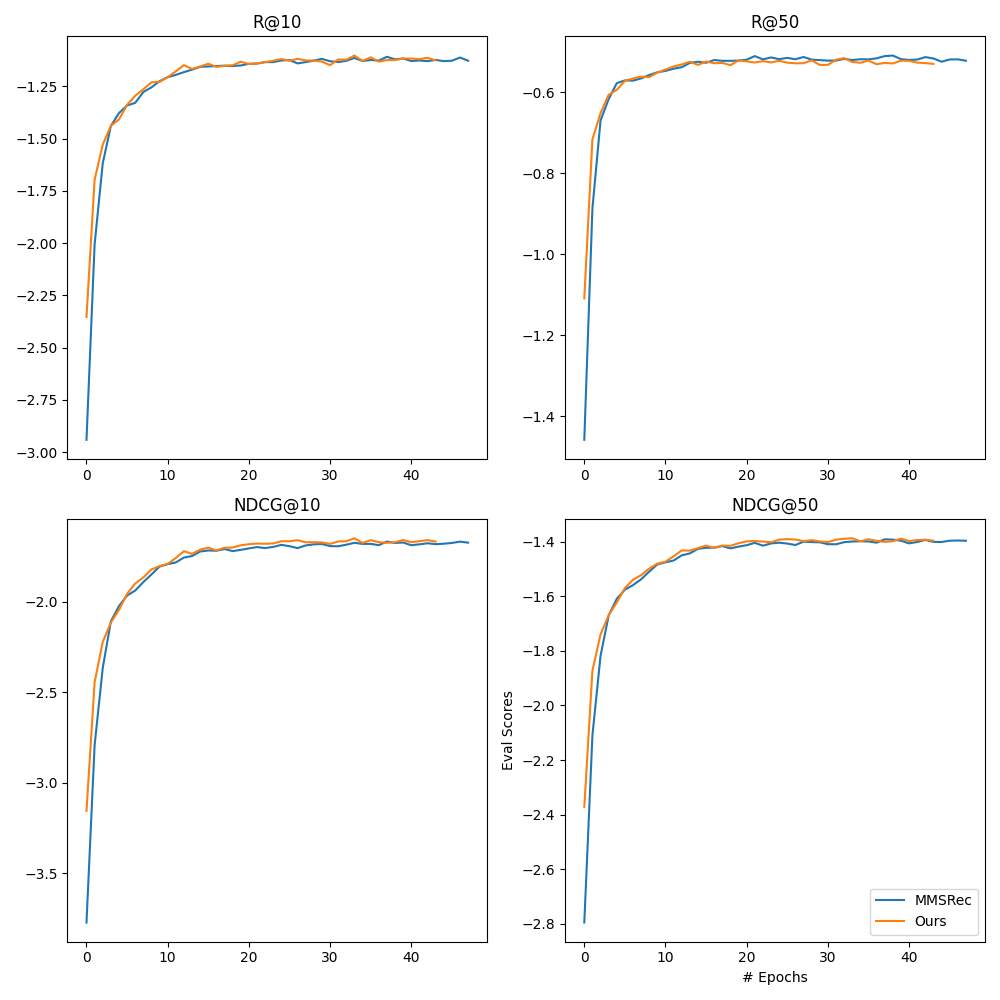 R@10
−1.25
−1.50
−1.75
−2.00
−2.25
−2.50
−2.75
−3.00
0 10 20 30 40
R@50
−0.6
−0.8
−1.0
−1.2
−1.4
0 10 20 30 40
NDCG@10
−2.0
−2.5
−3.0
−3.5
0 10 20 30 40
NDCG@50
Eval Scores
−1.4
−1.6
−1.8
−2.0
−2.2
−2.4
−2.6
−2.8
MMSRec
Ours
0 10 20 30 40
# Epochs